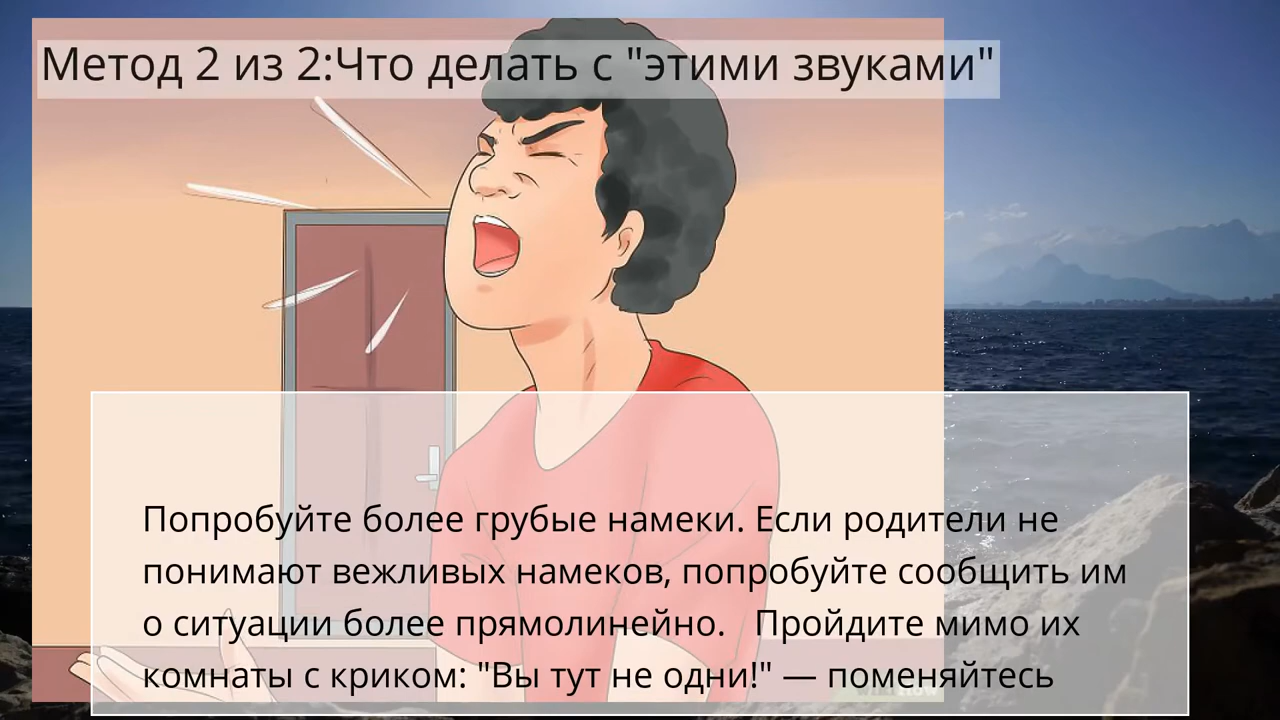 Метод 2 из 2:Что делать с "этими звуками"
Попробуйте более грубые намеки. Если родители не
понимают вежливых намеков, попробуйте сообщить им
о ситуации более прямолинейно.   Пройдите мимо их
комнаты с криком: "Вы тут не одни!" — поменяйтесь